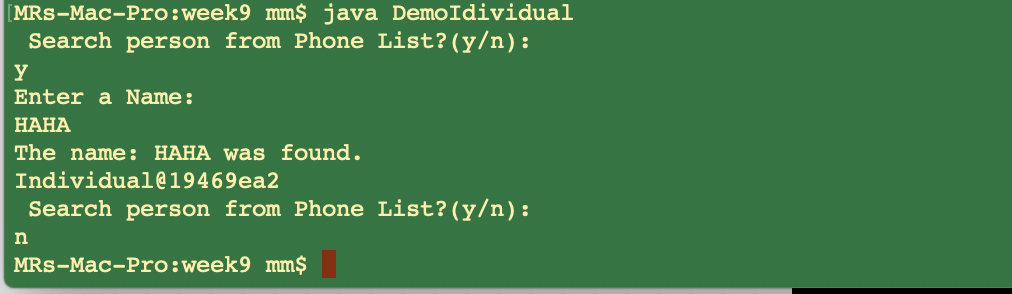 [MRs-Mac-Pro:week9 mm$ java DemoIdividual
Search person from Phone List?(y/n):
y
Enter a Name:
HAHA
The name: HAHA was found.
Individual@19469ea2
Search person from Phone List?(y/n):
n
MRs-Mac-Pro:week9 mm$